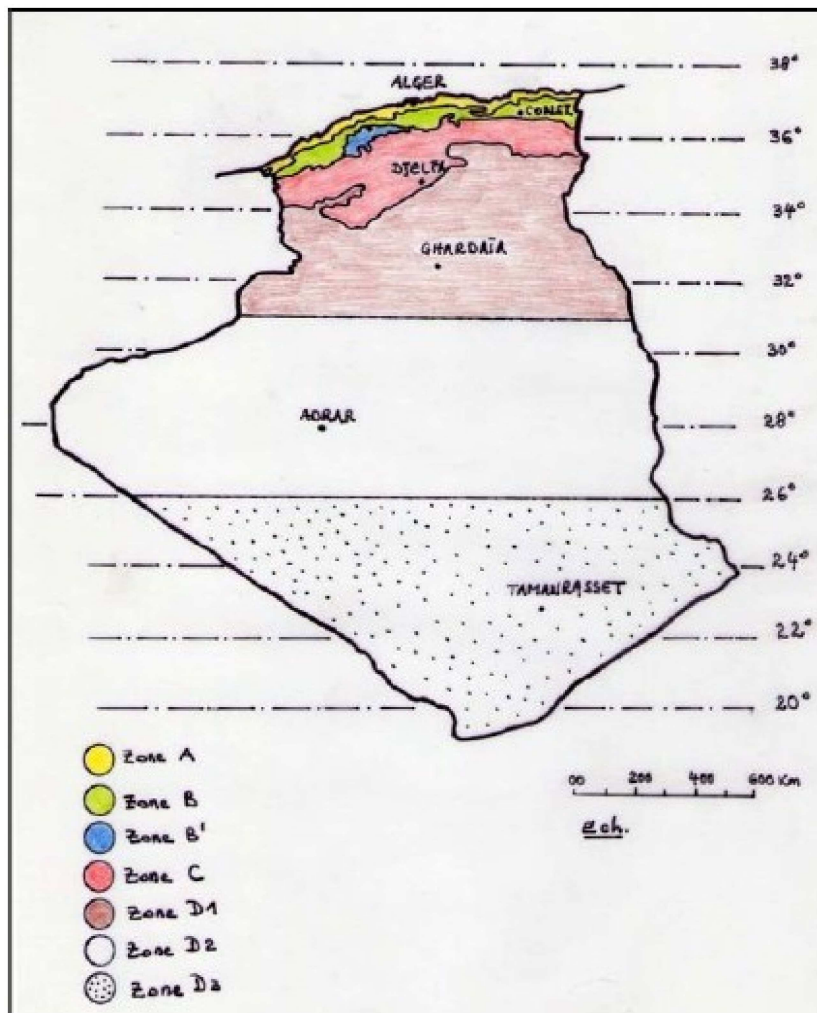 38°
ALGER
CONST.
36°
DJELFA
34°
GHARDAÏA
32°
30°
ADRAR
28°
26°
24°
TAMANRASSET
22°
20°
Zone A
Zone B
Zone B'
Zone C
Zone D1
Zone D2
Zone D3
00 200 400 600 Km
ech.